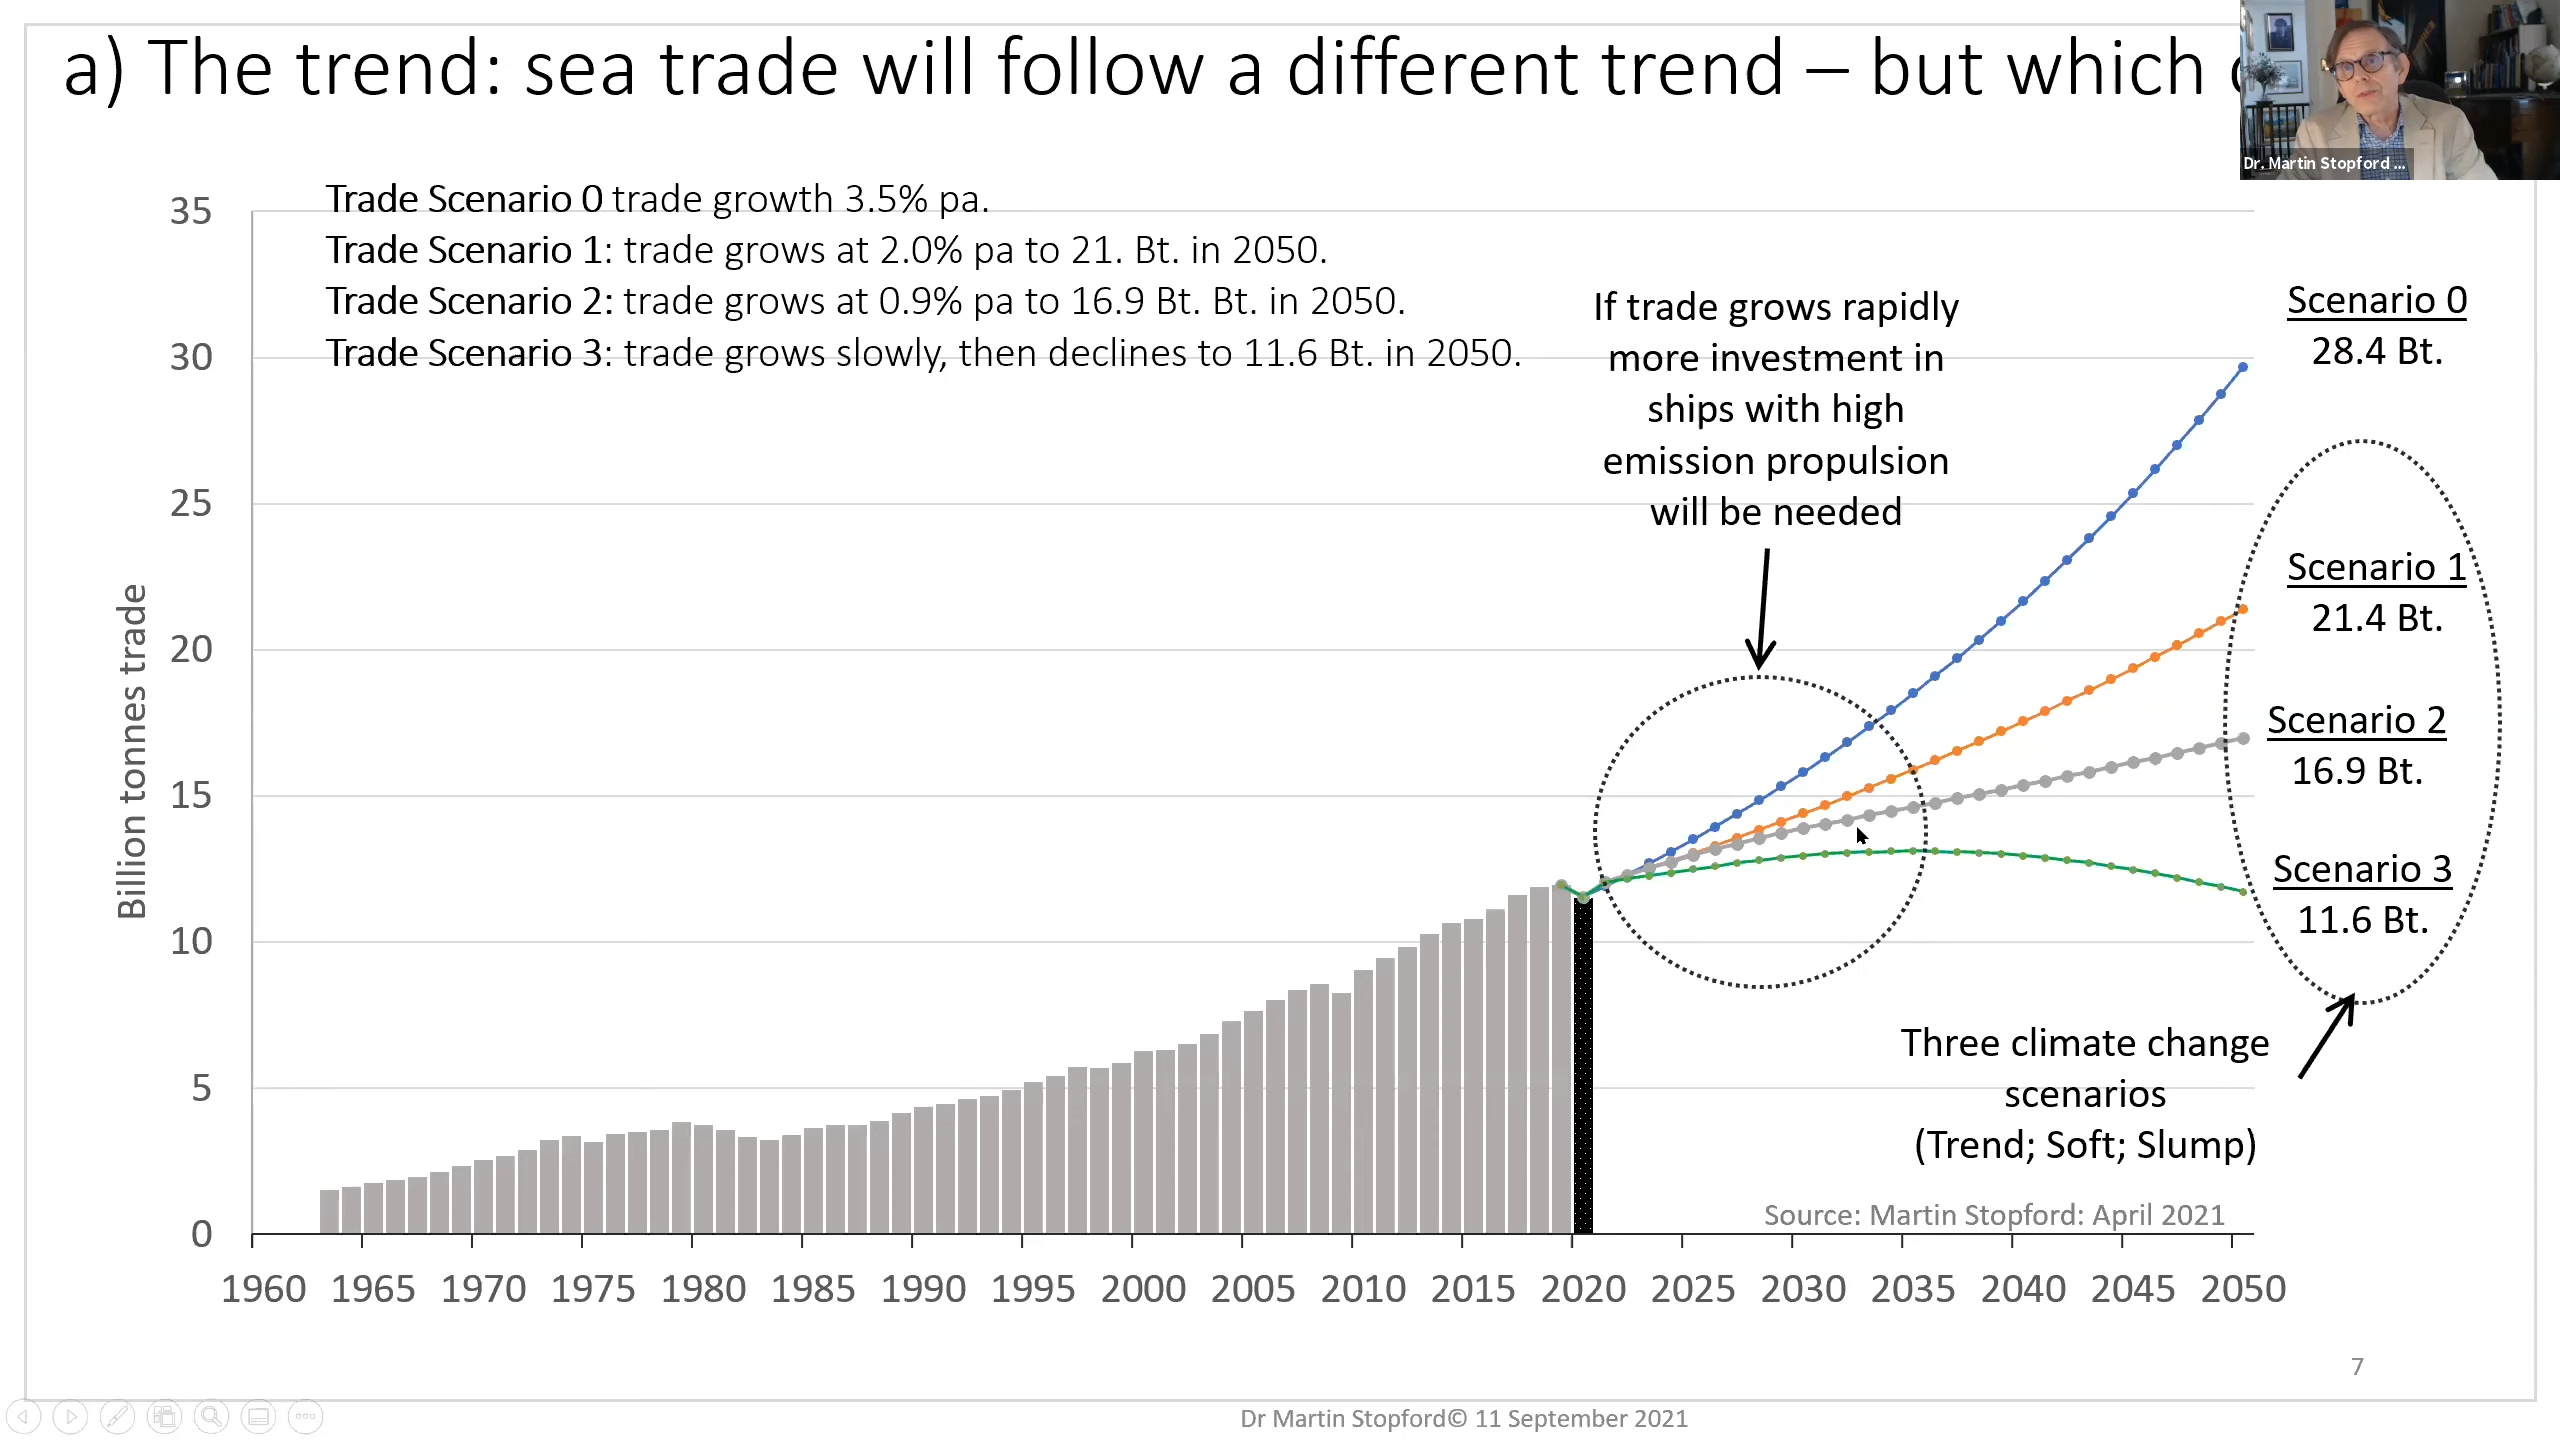 a) The trend: sea trade will follow a different trend – but which
Dr. Martin Stopford ...
Trade Scenario 0 trade growth 3.5% pa.
Trade Scenario 1: trade grows at 2.0% pa to 21. Bt. in 2050.
Trade Scenario 2: trade grows at 0.9% pa to 16.9 Bt. Bt. in 2050.
Trade Scenario 3: trade grows slowly, then declines to 11.6 Bt. in 2050.
If trade grows rapidly
more investment in
ships with high
emission propulsion
will be needed
Scenario 0
28.4 Bt.
Scenario 1
21.4 Bt.
Scenario 2
16.9 Bt.
Scenario 3
11.6 Bt.
Three climate change
scenarios
(Trend; Soft; Slump)
Source: Martin Stopford: April 2021
Billion tonnes trade
35
30
25
20
15
10
5
0
1960 1965 1970 1975 1980 1985 1990 1995 2000 2005 2010 2015 2020 2025 2030 2035 2040 2045 2050
7
Dr Martin Stopford© 11 September 2021